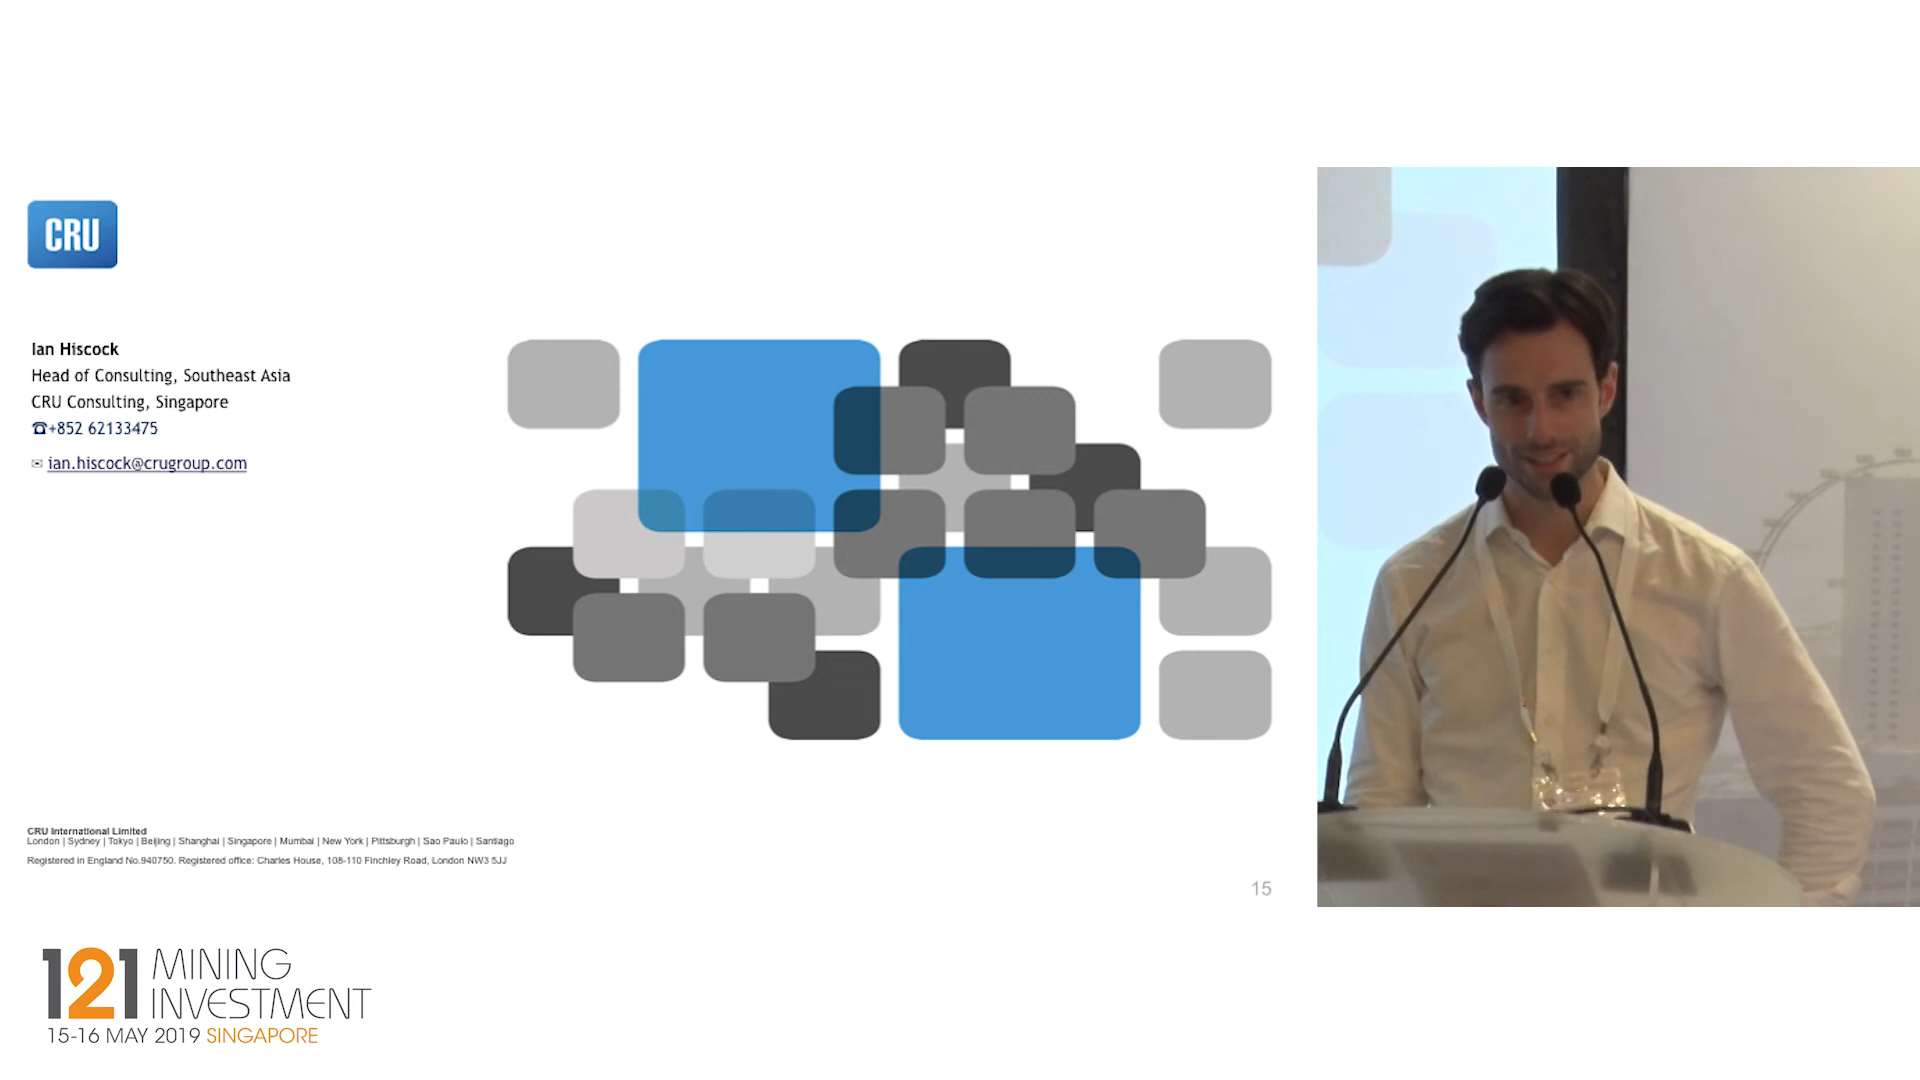 CRU
Ian Hiscock
Head of Consulting, Southeast Asia
CRU Consulting, Singapore
☎+852 62133475
✉ ian.hiscock@crugroup.com
CRU International Limited
London | Sydney | Tokyo | Beijing | Shanghai | Singapore | Mumbai | New York | Pittsburgh | Sao Paulo | Santiago
Registered in England No.940750. Registered office: Charles House, 108-110 Finchley Road, London NW3 5JJ
15
121 MINING
INVESTMENT
15-16 MAY 2019 SINGAPORE